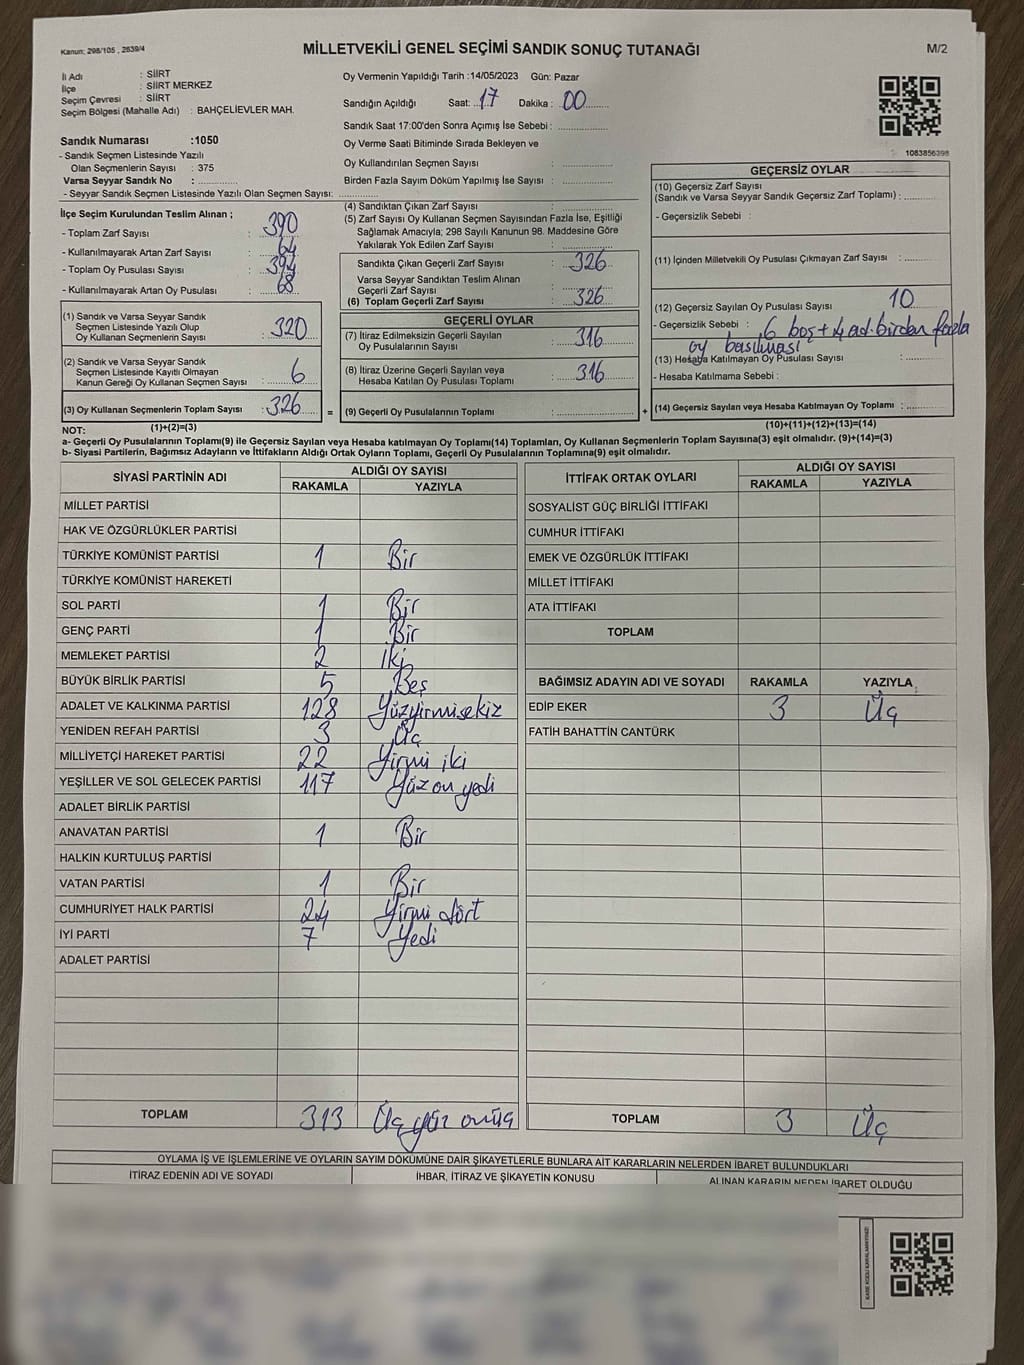 Kanun: 298/105 , 2839/4
MİLLETVEKİLİ GENEL SEÇİMİ SANDIK SONUÇ TUTANAĞI
M/2
İl Adı : SİİRT
İlçe : SİİRT MERKEZ
Seçim Çevresi : SİİRT
Seçim Bölgesi (Mahalle Adı) : BAHÇELİEVLER MAH.
Sandık Numarası :1050
- Sandık Seçmen Listesinde Yazılı
Olan Seçmenlerin Sayısı : 375
Varsa Seyyar Sandık No :
- Seyyar Sandık Seçmen Listesinde Yazılı Olan Seçmen Sayısı:
Oy Vermenin Yapıldığı Tarih :14/05/2023 Gün: Pazar
Sandığın Açıldığı Saat: 17 Dakika : 00
Sandık Saat 17:00'den Sonra Açımış İse Sebebi :
Oy Verme Saati Bitiminde Sırada Bekleyen ve
Oy Kullandırılan Seçmen Sayısı :
Birden Fazla Sayım Döküm Yapılmış İse Sayısı :
1083856398
İlçe Seçim Kurulundan Teslim Alınan ;
- Toplam Zarf Sayısı : 390
- Kullanılmayarak Artan Zarf Sayısı : 64
- Toplam Oy Pusulası Sayısı : 394
- Kullanılmayarak Artan Oy Pusulası : 68
(1) Sandık ve Varsa Seyyar Sandık
Seçmen Listesinde Yazılı Olup
Oy Kullanan Seçmenlerin Sayısı : 320
(2) Sandık ve Varsa Seyyar Sandık
Seçmen Listesinde Kayıtlı Olmayan
Kanun Gereği Oy Kullanan Seçmen Sayısı : 6
(3) Oy Kullanan Seçmenlerin Toplam Sayısı : 326
(1)+(2)=(3)
(4) Sandıktan Çıkan Zarf Sayısı :
(5) Zarf Sayısı Oy Kullanan Seçmen Sayısından Fazla İse, Eşitliği
Sağlamak Amacıyla; 298 Sayılı Kanunun 98. Maddesine Göre
Yakılarak Yok Edilen Zarf Sayısı :
Sandıkta Çıkan Geçerli Zarf Sayısı : 326
Varsa Seyyar Sandıktan Teslim Alınan
Geçerli Zarf Sayısı :
(6) Toplam Geçerli Zarf Sayısı : 326
GEÇERLİ OYLAR
(7) İtiraz Edilmeksizin Geçerli Sayılan
Oy Pusulalarının Sayısı : 316
(8) İtiraz Üzerine Geçerli Sayılan veya
Hesaba Katılan Oy Pusulası Toplamı : 316
= (9) Geçerli Oy Pusulalarının Toplamı :
GEÇERSİZ OYLAR
(10) Geçersiz Zarf Sayısı
(Sandık ve Varsa Seyyar Sandık Geçersiz Zarf Toplamı) :
- Geçersizlik Sebebi :
(11) İçinden Milletvekili Oy Pusulası Çıkmayan Zarf Sayısı :
(12) Geçersiz Sayılan Oy Pusulası Sayısı : 10
- Geçersizlik Sebebi : 6 boş + 4 ad. birden fazla
oy basılması
(13) Hesaba Katılmayan Oy Pusulası Sayısı :
- Hesaba Katılmama Sebebi :
+ (14) Geçersiz Sayılan veya Hesaba Katılmayan Oy Toplamı :
(10)+(11)+(12)+(13)=(14)
NOT:
a- Geçerli Oy Pusulalarının Toplamı(9) ile Geçersiz Sayılan veya Hesaba katılmayan Oy Toplamı(14) Toplamları, Oy Kullanan Seçmenlerin Toplam Sayısına(3) eşit olmalıdır. (9)+(14)=(3)
b- Siyasi Partilerin, Bağımsız Adayların ve İttifakların Aldığı Ortak Oyların Toplamı, Geçerli Oy Pusulalarının Toplamına(9) eşit olmalıdır.
SİYASİ PARTİNİN ADI ALDIĞI OY SAYISI
RAKAMLA YAZIYLA
MİLLET PARTİSİ
HAK VE ÖZGÜRLÜKLER PARTİSİ
TÜRKİYE KOMÜNİST PARTİSİ 1 Bir
TÜRKİYE KOMÜNİST HAREKETİ
SOL PARTİ 1 Bir
GENÇ PARTİ 1 Bir
MEMLEKET PARTİSİ 2 İki
BÜYÜK BİRLİK PARTİSİ 5 Beş
ADALET VE KALKINMA PARTİSİ 128 Yüzyirmisekiz
YENİDEN REFAH PARTİSİ 3 Üç
MİLLİYETÇİ HAREKET PARTİSİ 22 Yirmi iki
YEŞİLLER VE SOL GELECEK PARTİSİ 117 Yüz on yedi
ADALET BİRLİK PARTİSİ
ANAVATAN PARTİSİ 1 Bir
HALKIN KURTULUŞ PARTİSİ
VATAN PARTİSİ 1 Bir
CUMHURİYET HALK PARTİSİ 24 Yirmi dört
İYİ PARTİ 7 Yedi
ADALET PARTİSİ
TOPLAM 313 Üç yüz onüç
İTTİFAK ORTAK OYLARI ALDIĞI OY SAYISI
RAKAMLA YAZIYLA
SOSYALİST GÜÇ BİRLİĞİ İTTİFAKI
CUMHUR İTTİFAKI
EMEK VE ÖZGÜRLÜK İTTİFAKI
MİLLET İTTİFAKI
ATA İTTİFAKI
TOPLAM
BAĞIMSIZ ADAYIN ADI VE SOYADI RAKAMLA YAZIYLA
EDİP EKER 3 Üç
FATİH BAHATTİN CANTÜRK
TOPLAM 3 Üç
OYLAMA İŞ VE İŞLEMLERİNE VE OYLARIN SAYIM DÖKÜMÜNE DAİR ŞİKAYETLERLE BUNLARA AİT KARARLARIN NELERDEN İBARET BULUNDUKLARI
İTİRAZ EDENİN ADI VE SOYADI İHBAR, İTİRAZ VE ŞİKAYETİN KONUSU ALINAN KARARIN NEDEN İBARET OLDUĞU